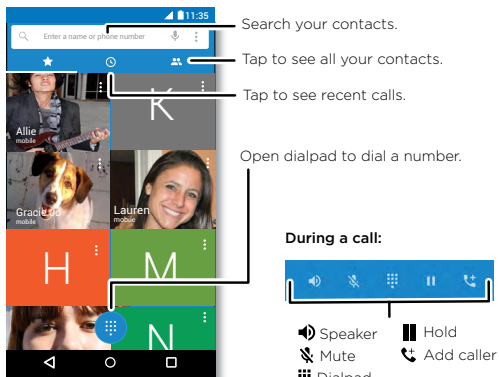 11:35
Enter a name or phone number
Search your contacts.
Tap to see all your contacts.
Tap to see recent calls.
K
Allie
mobile
Open dialpad to dial a number.
Gracie Jo
mobile
Lauren
mobile
H
M
N
During a call:
Speaker
Hold
Mute
Add caller
Dialpad